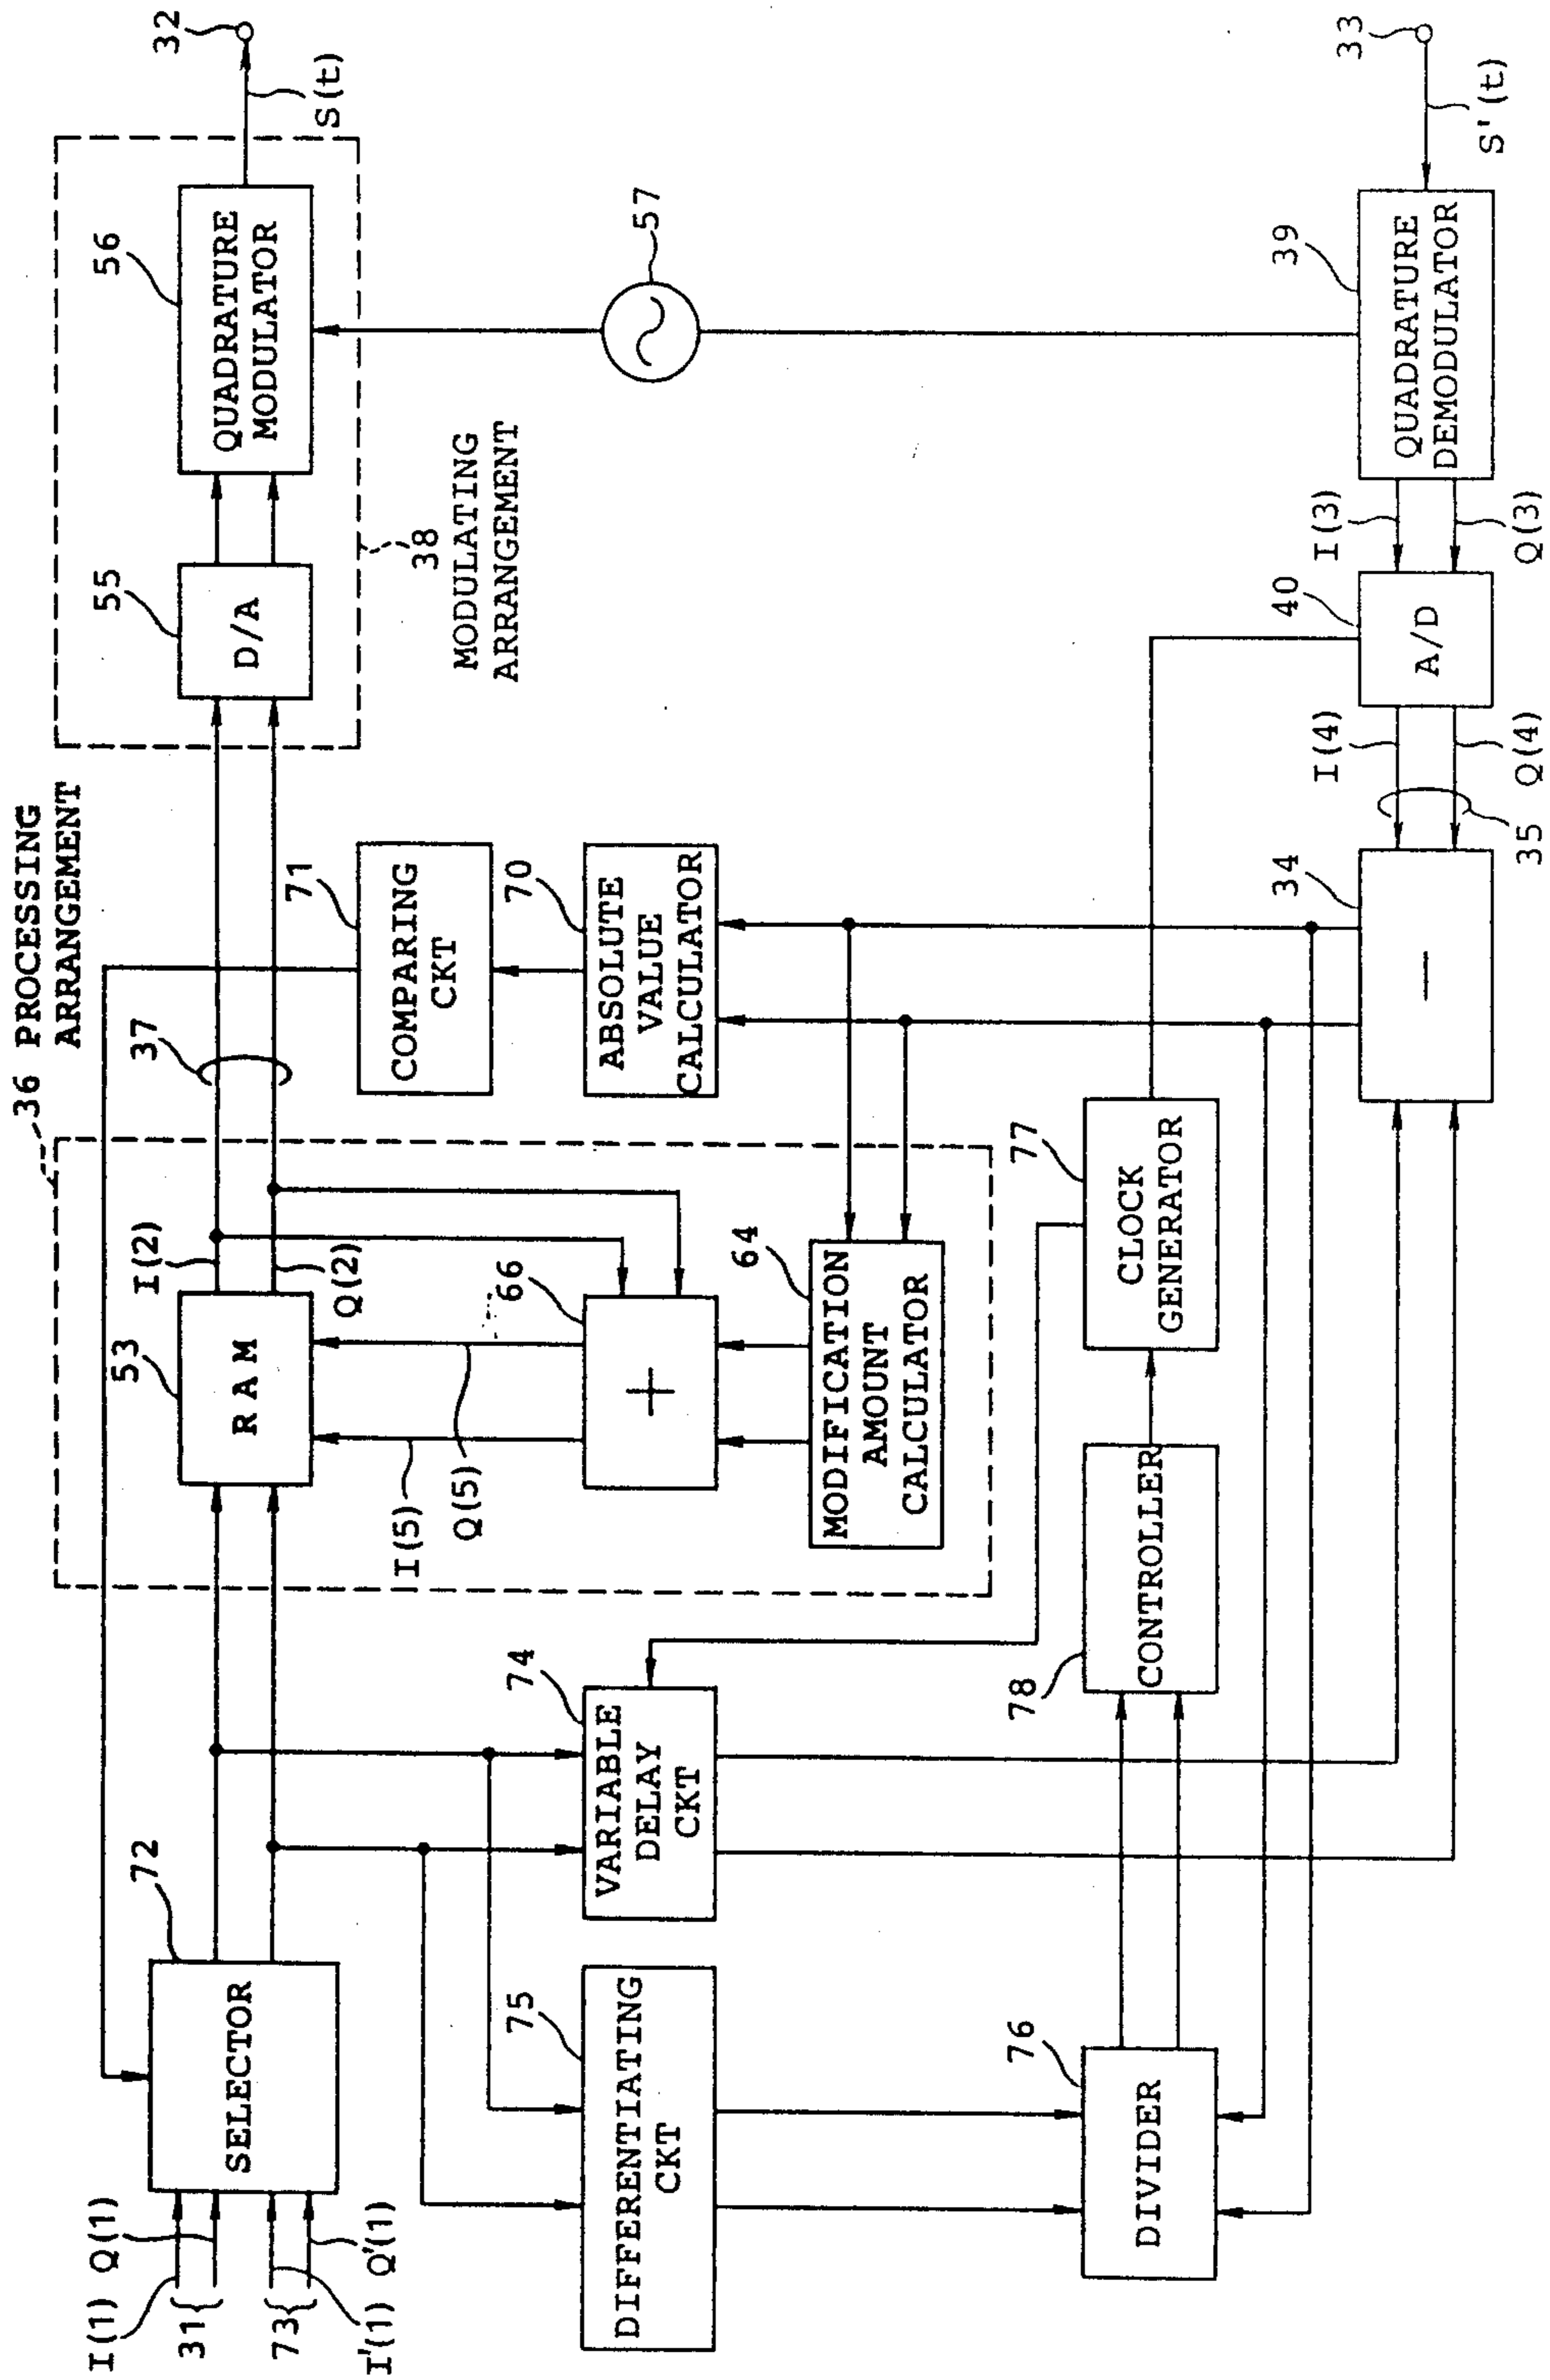 I(1) Q(1)
31
73
I'(1) Q'(1)
SELECTOR
72
36 PROCESSING
ARRANGEMENT
53
RAM
I(2)
Q(2)
37
I(5)
Q(5)
66
+
64
MODIFICATION
AMOUNT
CALCULATOR
55
D/A
56
QUADRATURE
MODULATOR
38
MODULATING
ARRANGEMENT
32
S(t)
57
71
COMPARING
CKT
70
ABSOLUTE
VALUE
CALCULATOR
75
DIFFERENTIATING
CKT
74
VARIABLE
DELAY
CKT
76
DIVIDER
78
CONTROLLER
77
CLOCK
GENERATOR
34
−
35
I(4)
Q(4)
40
A/D
I(3)
Q(3)
39
QUADRATURE
DEMODULATOR
33
S'(t)